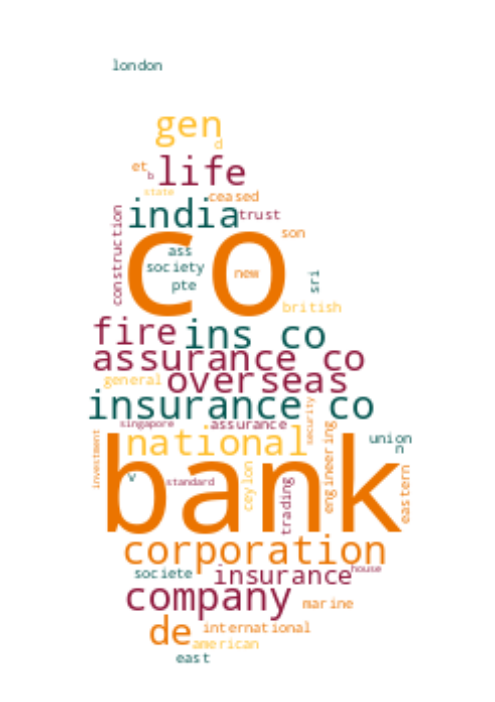 london
gen
d
et
b
life
state
ceased
india
trust
construction
son
co
ass
society
new
sri
pte
british
fire
ins co
assurance co
general
overseas
insurance co
singapore
assurance
security
national
investment
engineering
union
n
bank
v
standard
ceylon
trading
eastern
corporation
societe
insurance
house
company
marine
de
international
american
east